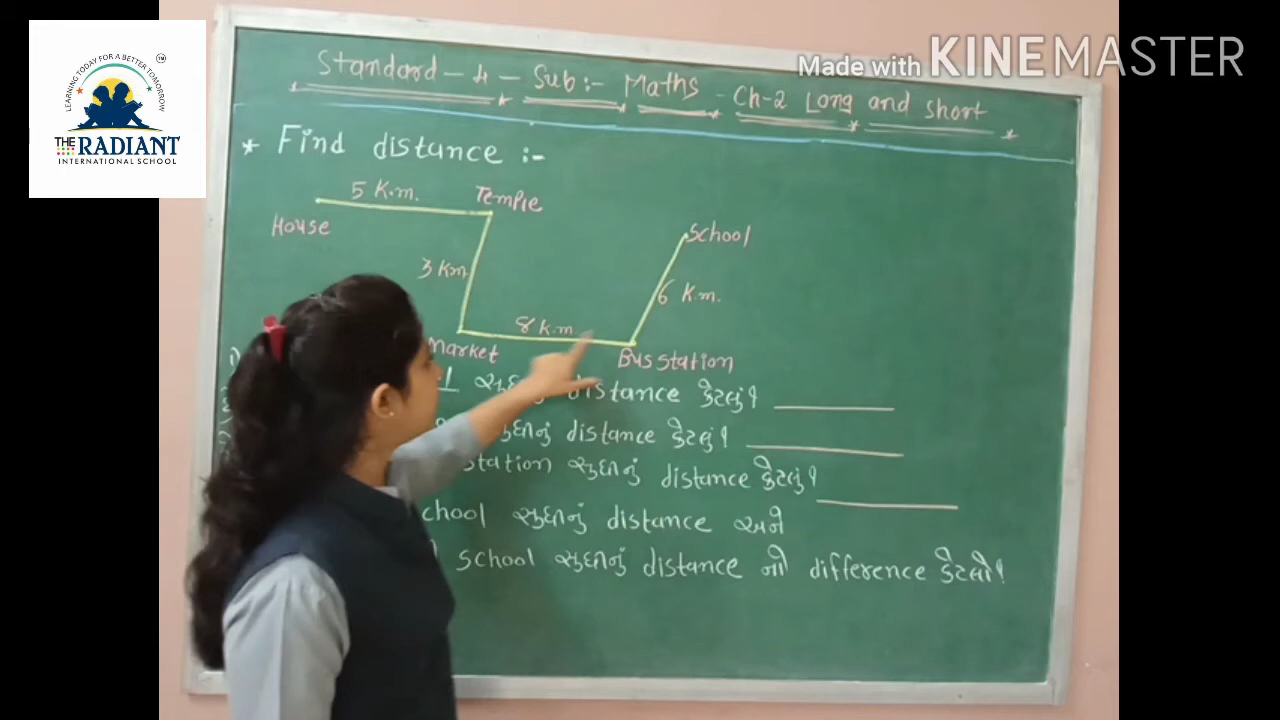 LEARNING TODAY FOR A BETTER TOMORROW
TM
THE RADIANT
INTERNATIONAL SCHOOL
Made with KINEMASTER
Standard - 4 - Sub:- Maths - Ch-2 Long and short
* Find distance :-
5 K.m.
Temple
House
School
3 Km.
6 K.m.
8 K.m.
Market
Bus station
સુધીનું distance કેટલું?
સુધીનું distance કેટલું?
station સુધીનું distance કેટલું?
school સુધીનું distance અને
school સુધીનું distance નો difference કેટલો?